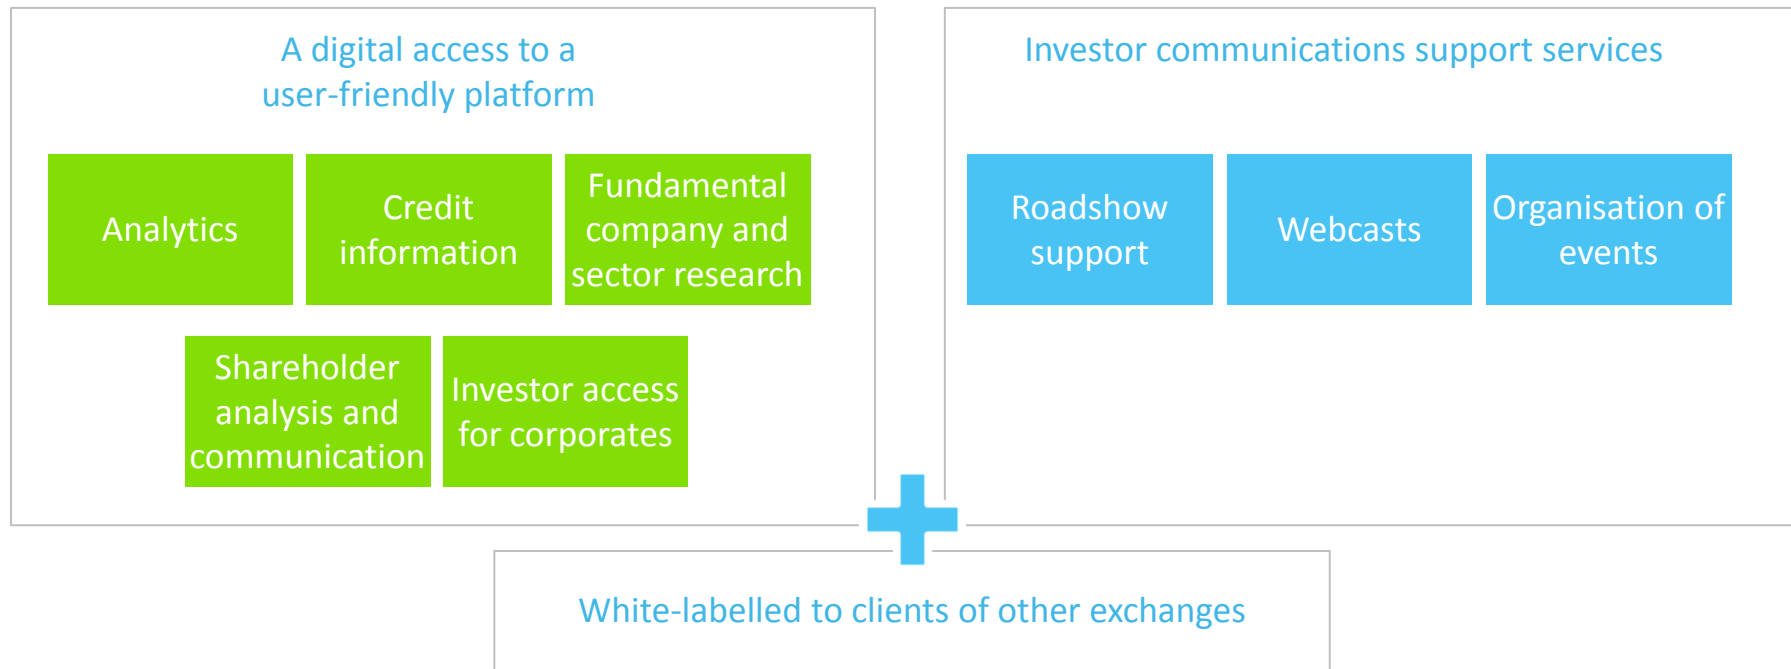 A digital access to a
user-friendly platform
Analytics
Credit
information
Fundamental
company and
sector research
Shareholder
analysis and
communication
Investor access
for corporates
Investor communications support services
Roadshow
support
Webcasts
Organisation of
events
White-labelled to clients of other exchanges